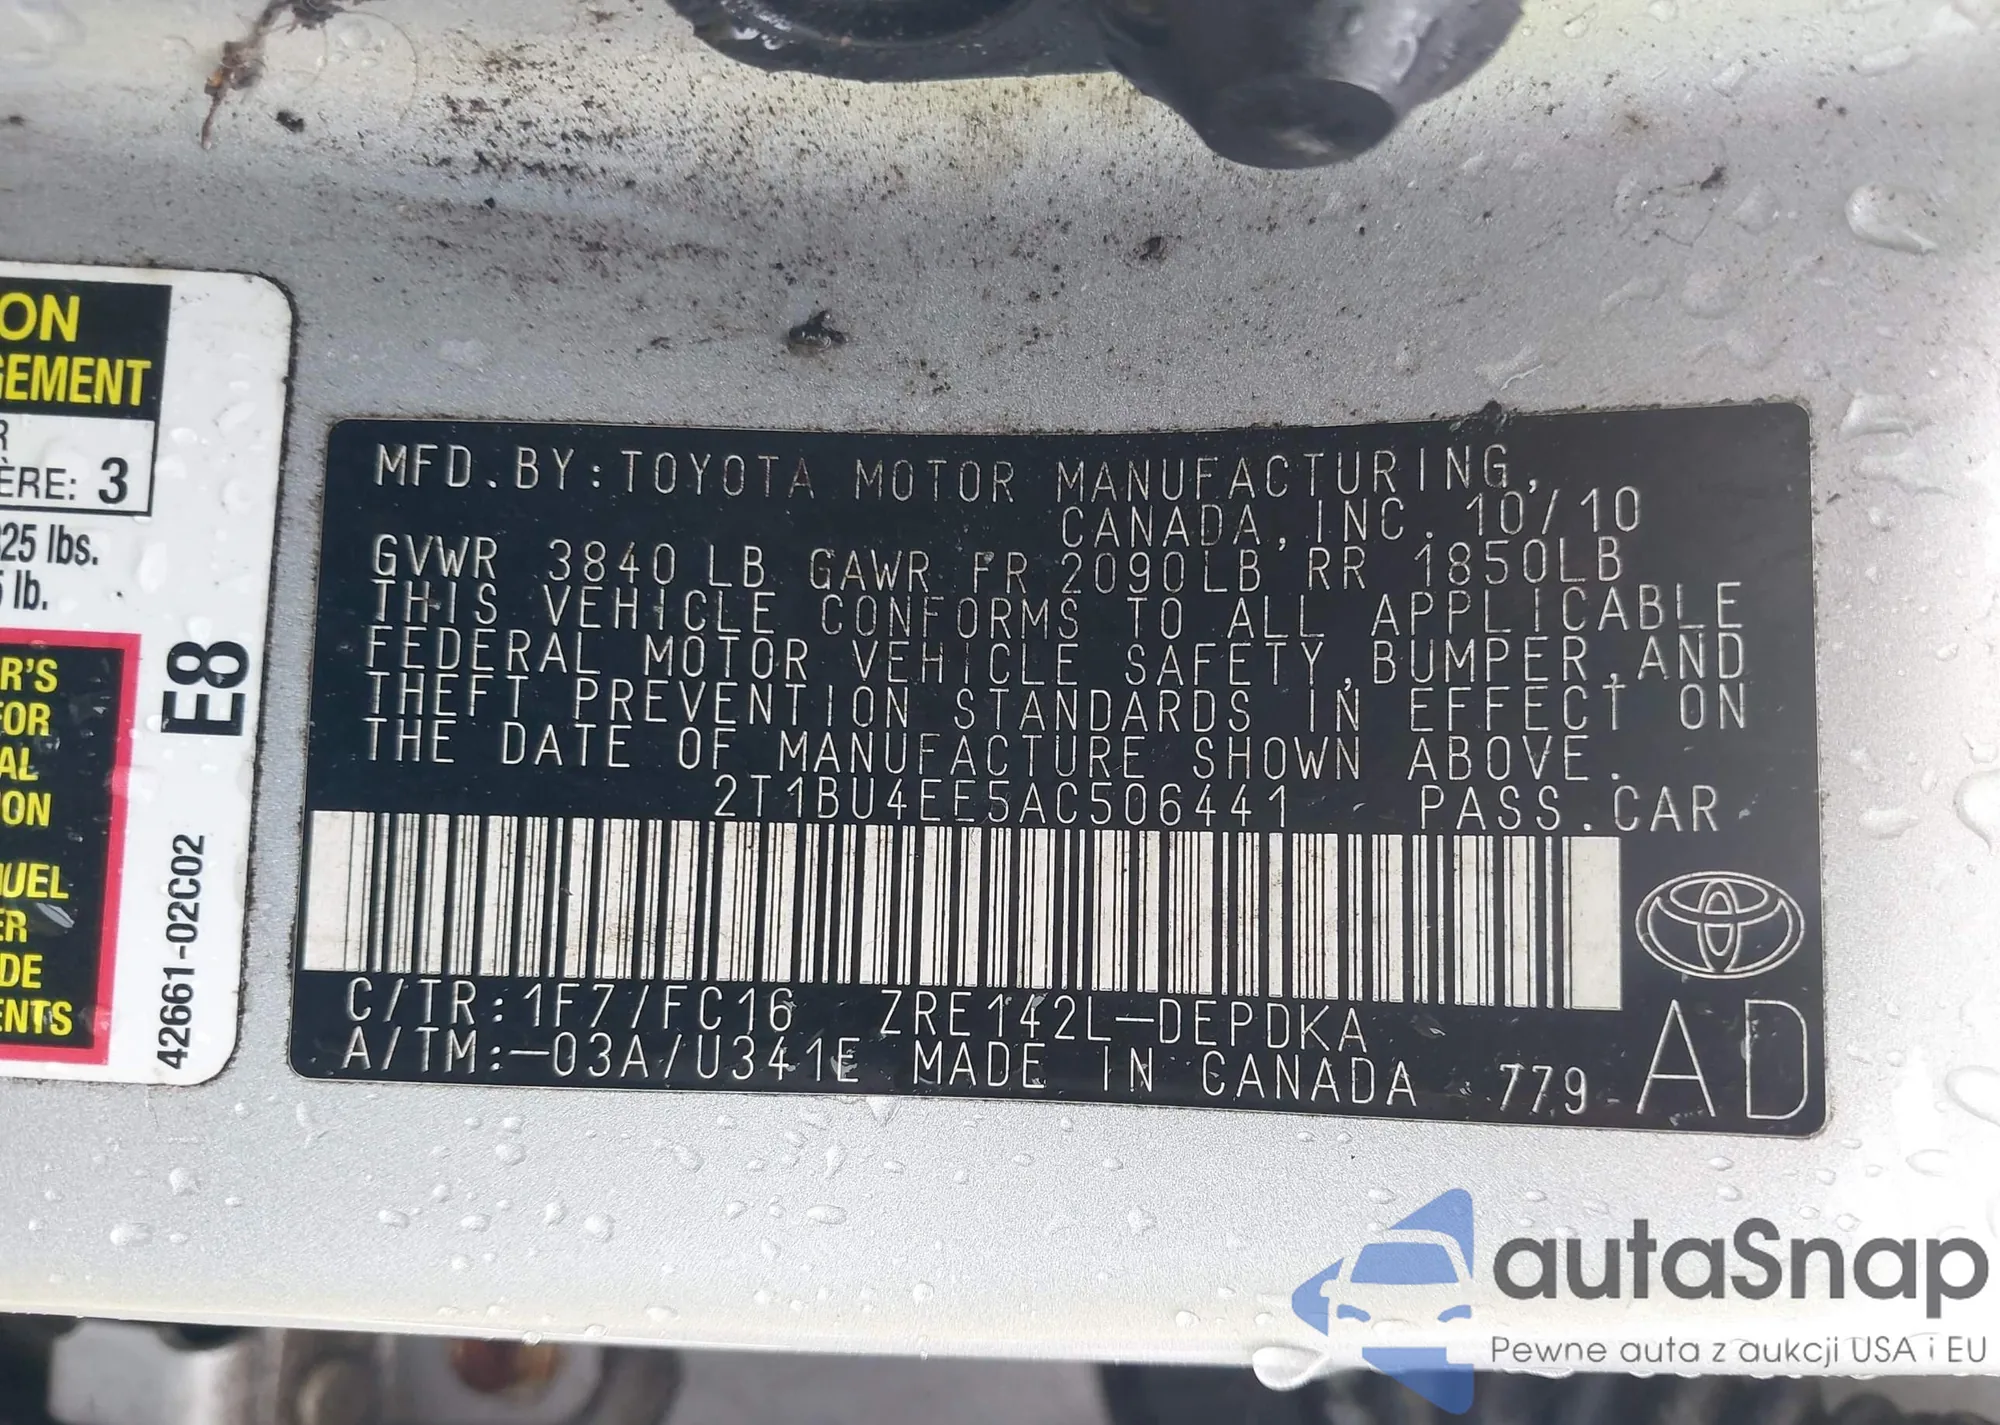 ON
GEMENT
R
ÈRE: 3
25 lbs.
lb.
R'S
FOR
AL
ON
UEL
ER
DE
ENTS
E8
42661-02C02
MFD. BY: TOYOTA MOTOR MANUFACTURING,
CANADA, INC. 10/10
GVWR 3840 LB GAWR FR 2090LB RR 1850LB
THIS VEHICLE CONFORMS TO ALL APPLICABLE
FEDERAL MOTOR VEHICLE SAFETY, BUMPER, AND
THEFT PREVENTION STANDARDS IN EFFECT ON
THE DATE OF MANUFACTURE SHOWN ABOVE.
2T1BU4EE5AC506441 PASS. CAR
C/TR: 1F7/FC16 ZRE142L-DEPDKA
A/TM: -03A/U341E MADE IN CANADA 779 AD
autaSnap
Pewne auta z aukcji USA i EU